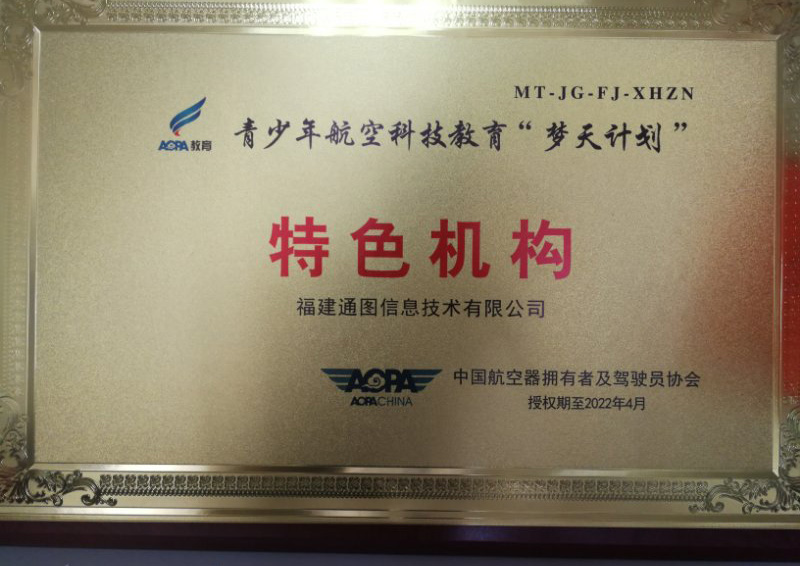 MT-JG-FJ-XHZN
AOPA教育
青少年航空科技教育“梦天计划”
特色机构
福建通图信息技术有限公司
AOPA
AOPA CHINA
中国航空器拥有者及驾驶员协会
授权期至2022年4月